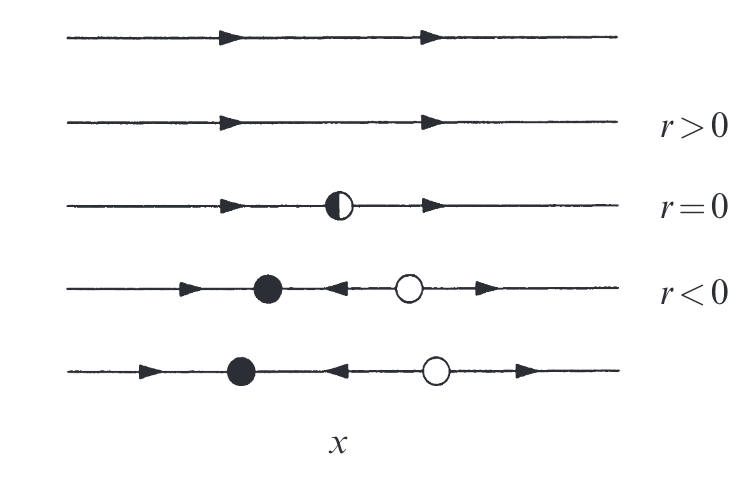 r > 0
r = 0
r < 0
x